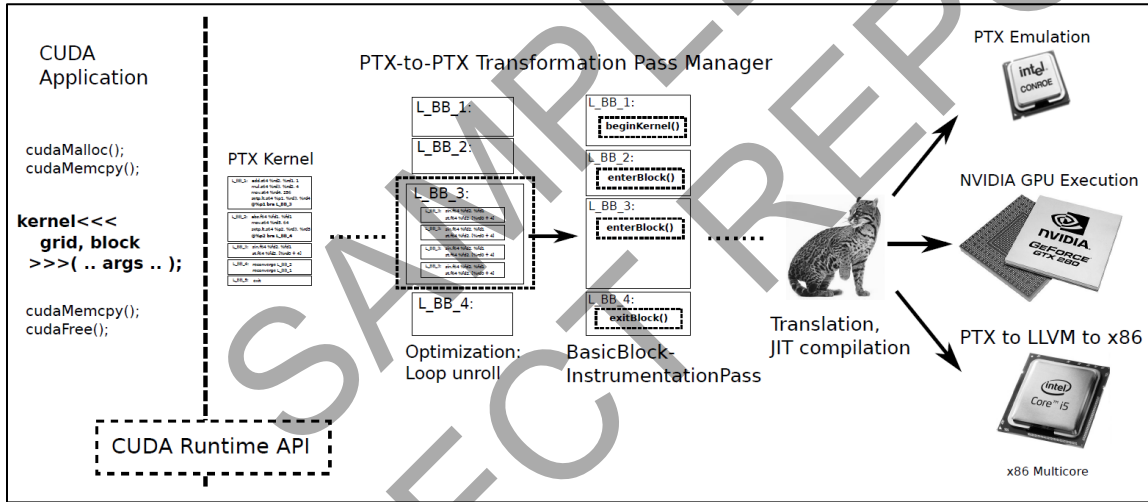 CUDA
Application
cudaMalloc();
cudaMemcpy();
kernel<<<
grid, block
>>>( .. args .. );
cudaMemcpy();
cudaFree();
CUDA Runtime API
PTX-to-PTX Transformation Pass Manager
PTX Kernel
L_BB_1:
L_BB_2:
L_BB_3:
L_BB_4:
Optimization:
Loop unroll
L_BB_1:
beginKernel()
L_BB_2:
enterBlock()
L_BB_3:
enterBlock()
L_BB_4:
exitBlock()
BasicBlock-
InstrumentationPass
Translation,
JIT compilation
PTX Emulation
intel
CONROE
NVIDIA GPU Execution
NVIDIA
GEFORCE
GTX 280
PTX to LLVM to x86
intel
Core™ i5
x86 Multicore
SAMPLE